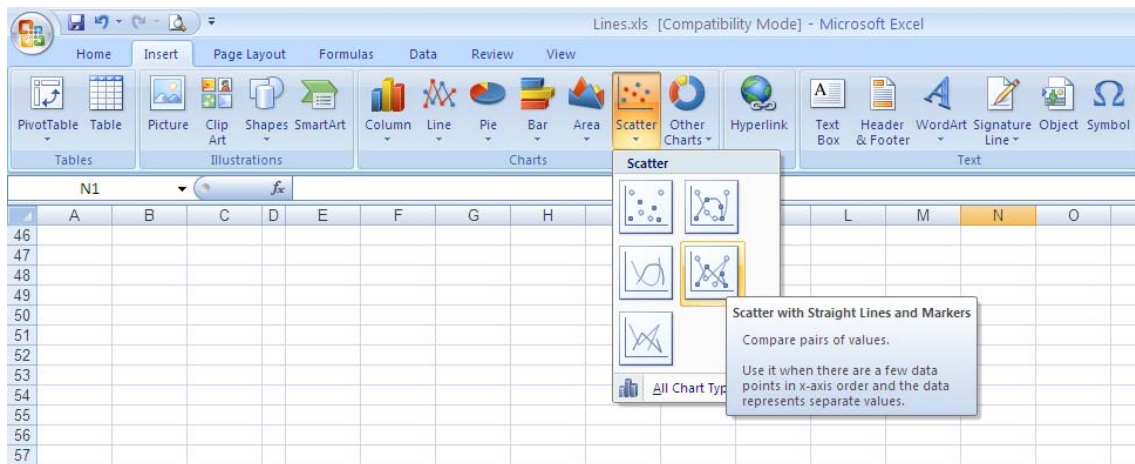 Lines.xls [Compatibility Mode] - Microsoft Excel
Home Insert Page Layout Formulas Data Review View
PivotTable Table Picture Clip Art Shapes SmartArt Column Line Pie Bar Area Scatter Other Charts Hyperlink Text Box Header & Footer WordArt Signature Line Object Symbol
Tables Illustrations Charts Text
Scatter
N1 fx
A B C D E F G H L M N O
46
47
48
49
50
51
52
53
54
55
56
57
Scatter with Straight Lines and Markers
Compare pairs of values.
Use it when there are a few data
points in x-axis order and the data
represents separate values.
All Chart Typ